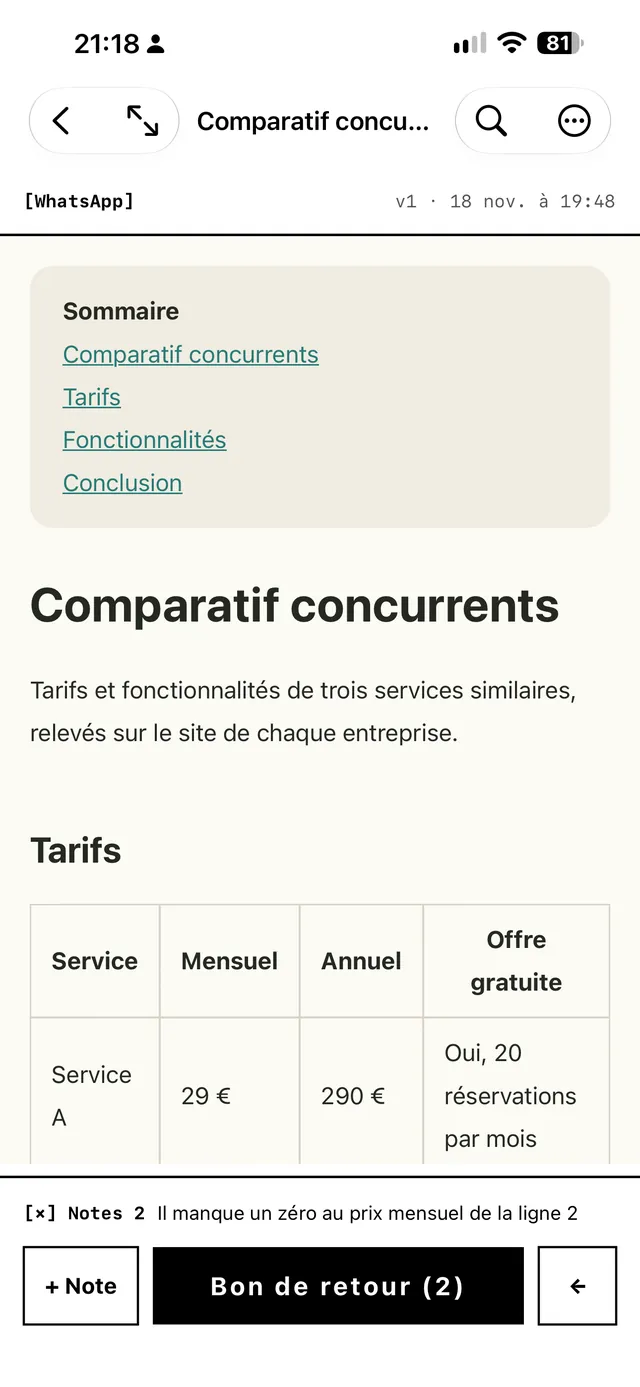 21:18
81
Comparatif concu...
[WhatsApp]
v1 · 18 nov. à 19:48
Sommaire
Comparatif concurrents
Tarifs
Fonctionnalités
Conclusion
Comparatif concurrents
Tarifs et fonctionnalités de trois services similaires,
relevés sur le site de chaque entreprise.
Tarifs
Service
Mensuel
Annuel
Offre
gratuite
Service
A
29 €
290 €
Oui, 20
réservations
par mois
[×] Notes 2 Il manque un zéro au prix mensuel de la ligne 2
+ Note
Bon de retour (2)
←